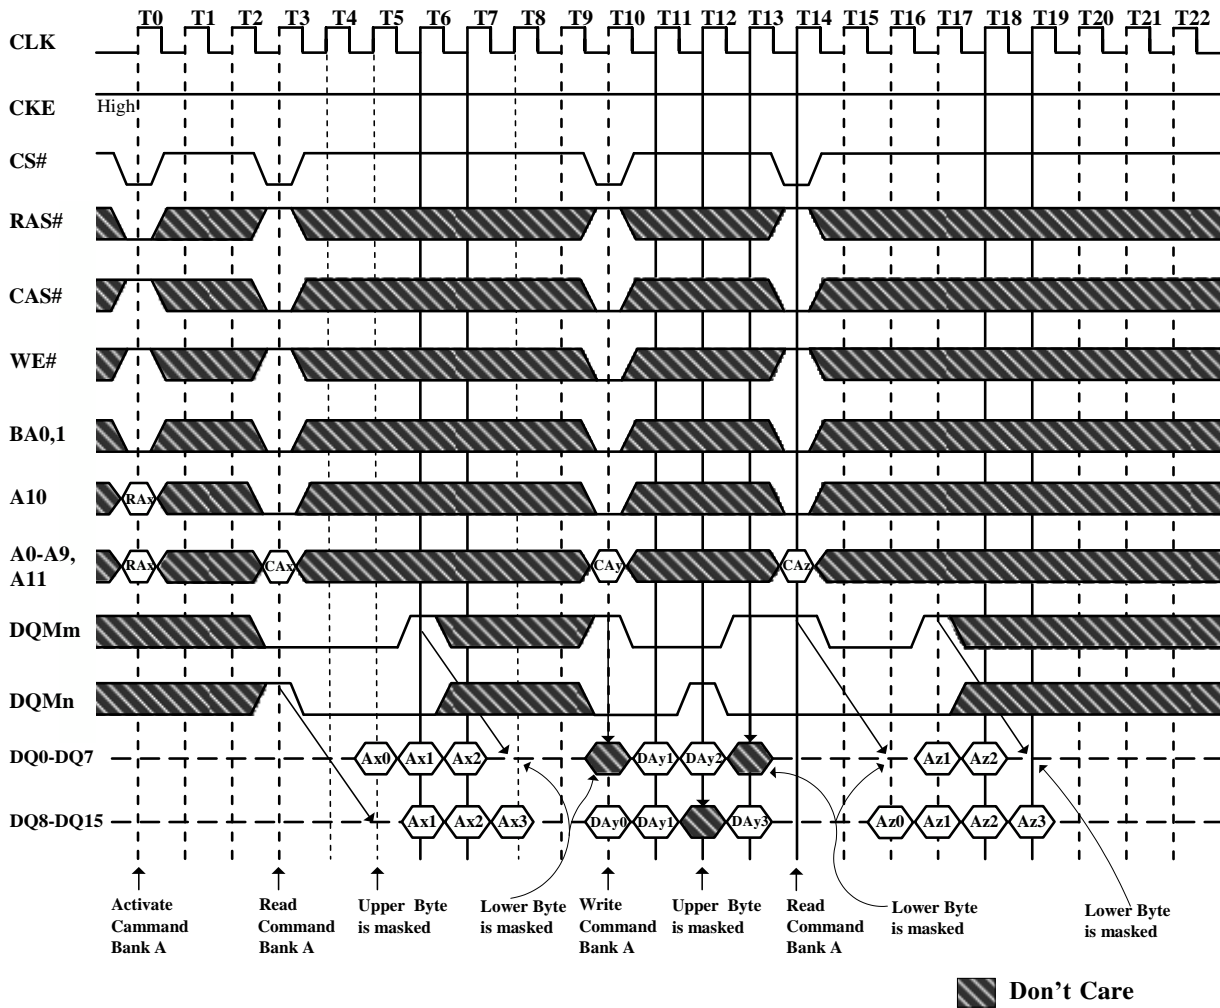 T0 T1 T2 T3 T4 T5 T6 T7 T8 T9 T10 T11 T12 T13 T14 T15 T16 T17 T18 T19 T20 T21 T22
CLK
CKE High
CS#
RAS#
CAS#
WE#
BA0,1
A10 RAx
A0-A9,
A11 RAx CAx CAy CAz
DQMm
DQMn
DQ0-DQ7 Ax0 Ax1 Ax2 DAy1 DAy2 Az1 Az2
DQ8-DQ15 Ax1 Ax2 Ax3 DAy0 DAy1 DAy3 Az0 Az1 Az2 Az3
Activate
Cammand
Bank A
Read
Command
Bank A
Upper Byte
is masked
Lower Byte
is masked
Write
Command
Bank A
Upper Byte
is masked
Read
Command
Bank A
Lower Byte
is masked
Lower Byte
is masked
Don't Care